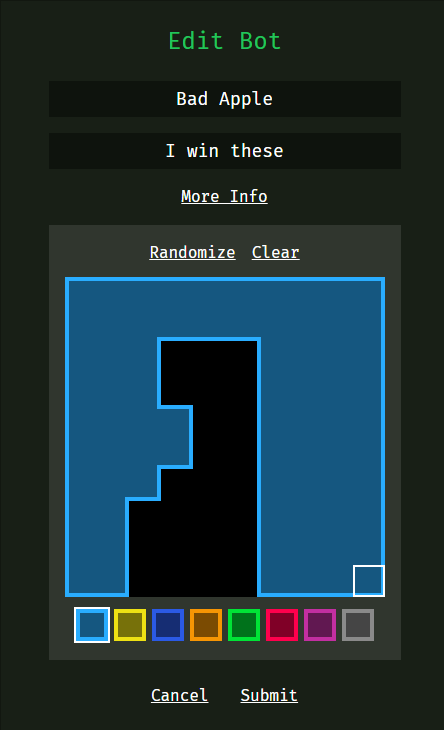 Edit Bot
Bad Apple
I win these
More Info
Randomize Clear
Cancel Submit